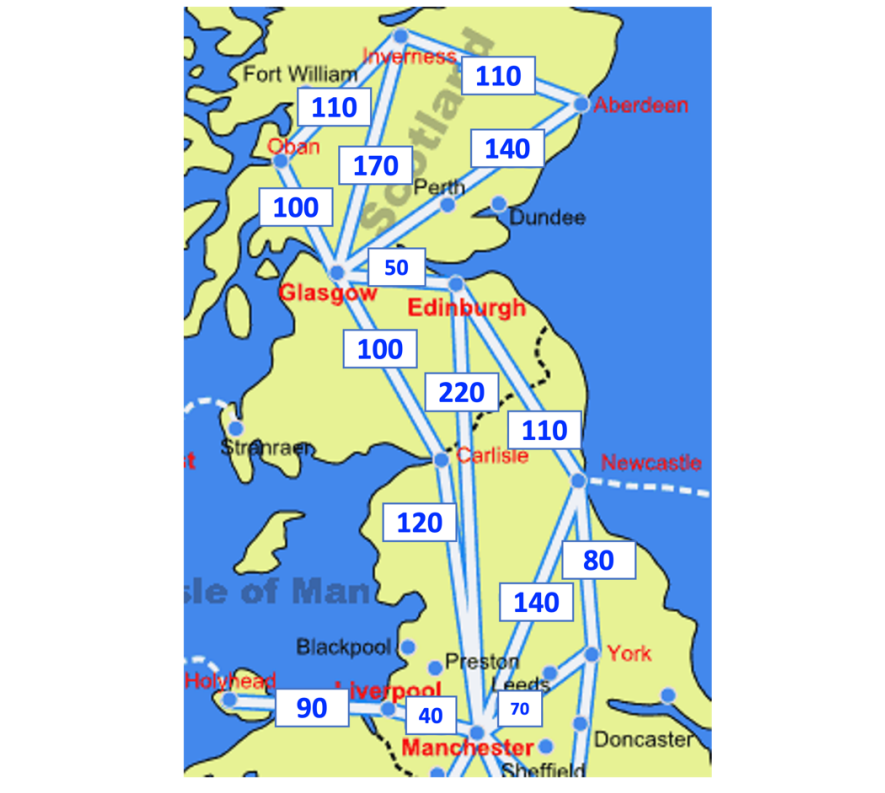 Scotland
Inverness
Fort William
110
110
Aberdeen
Oban
140
170
Perth
100
Dundee
50
Glasgow
Edinburgh
100
220
110
Stranraer
st
Carlisle
Newcastle
120
80
sle of Man
140
Blackpool
Preston
York
Holyhead
Leeds
Liverpool
90
40
70
Manchester
Doncaster
Sheffield